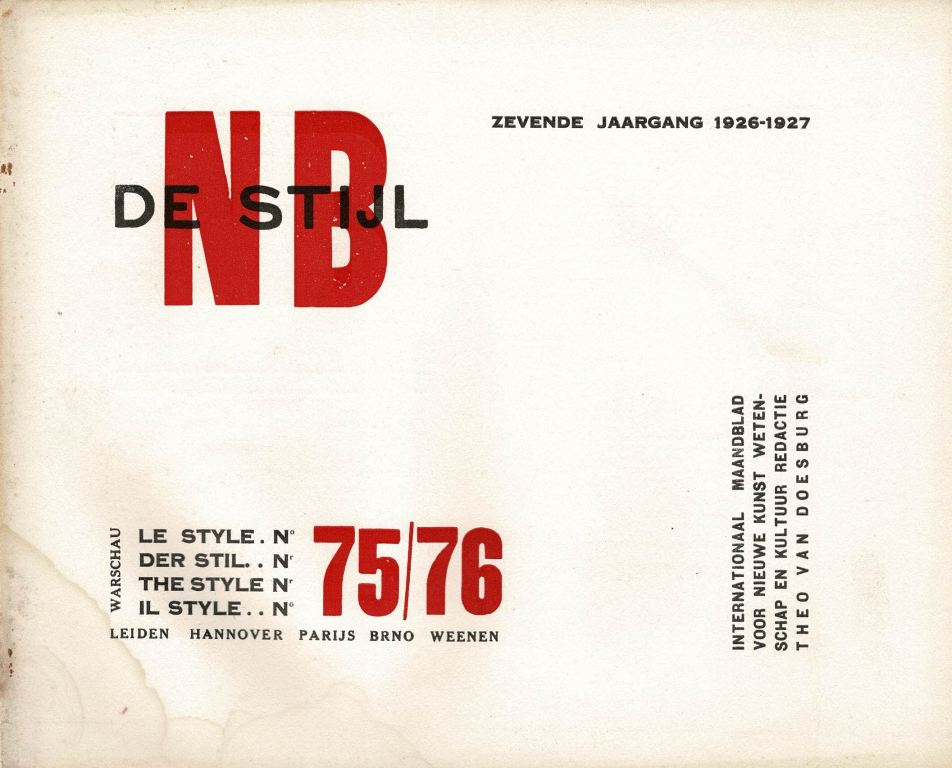 NB
DE STIJL
ZEVENDE JAARGANG 1926-1927
INTERNATIONAAL MAANDBLAD
VOOR NIEUWE KUNST WETEN-
SCHAP EN KULTUUR REDACTIE
THEO VAN DOESBURG
WARSCHAU
LE STYLE . Nº
DER STIL. . Nʳ
THE STYLE Nʳ
IL STYLE . . Nº
75/76
LEIDEN HANNOVER PARIJS BRNO WEENEN